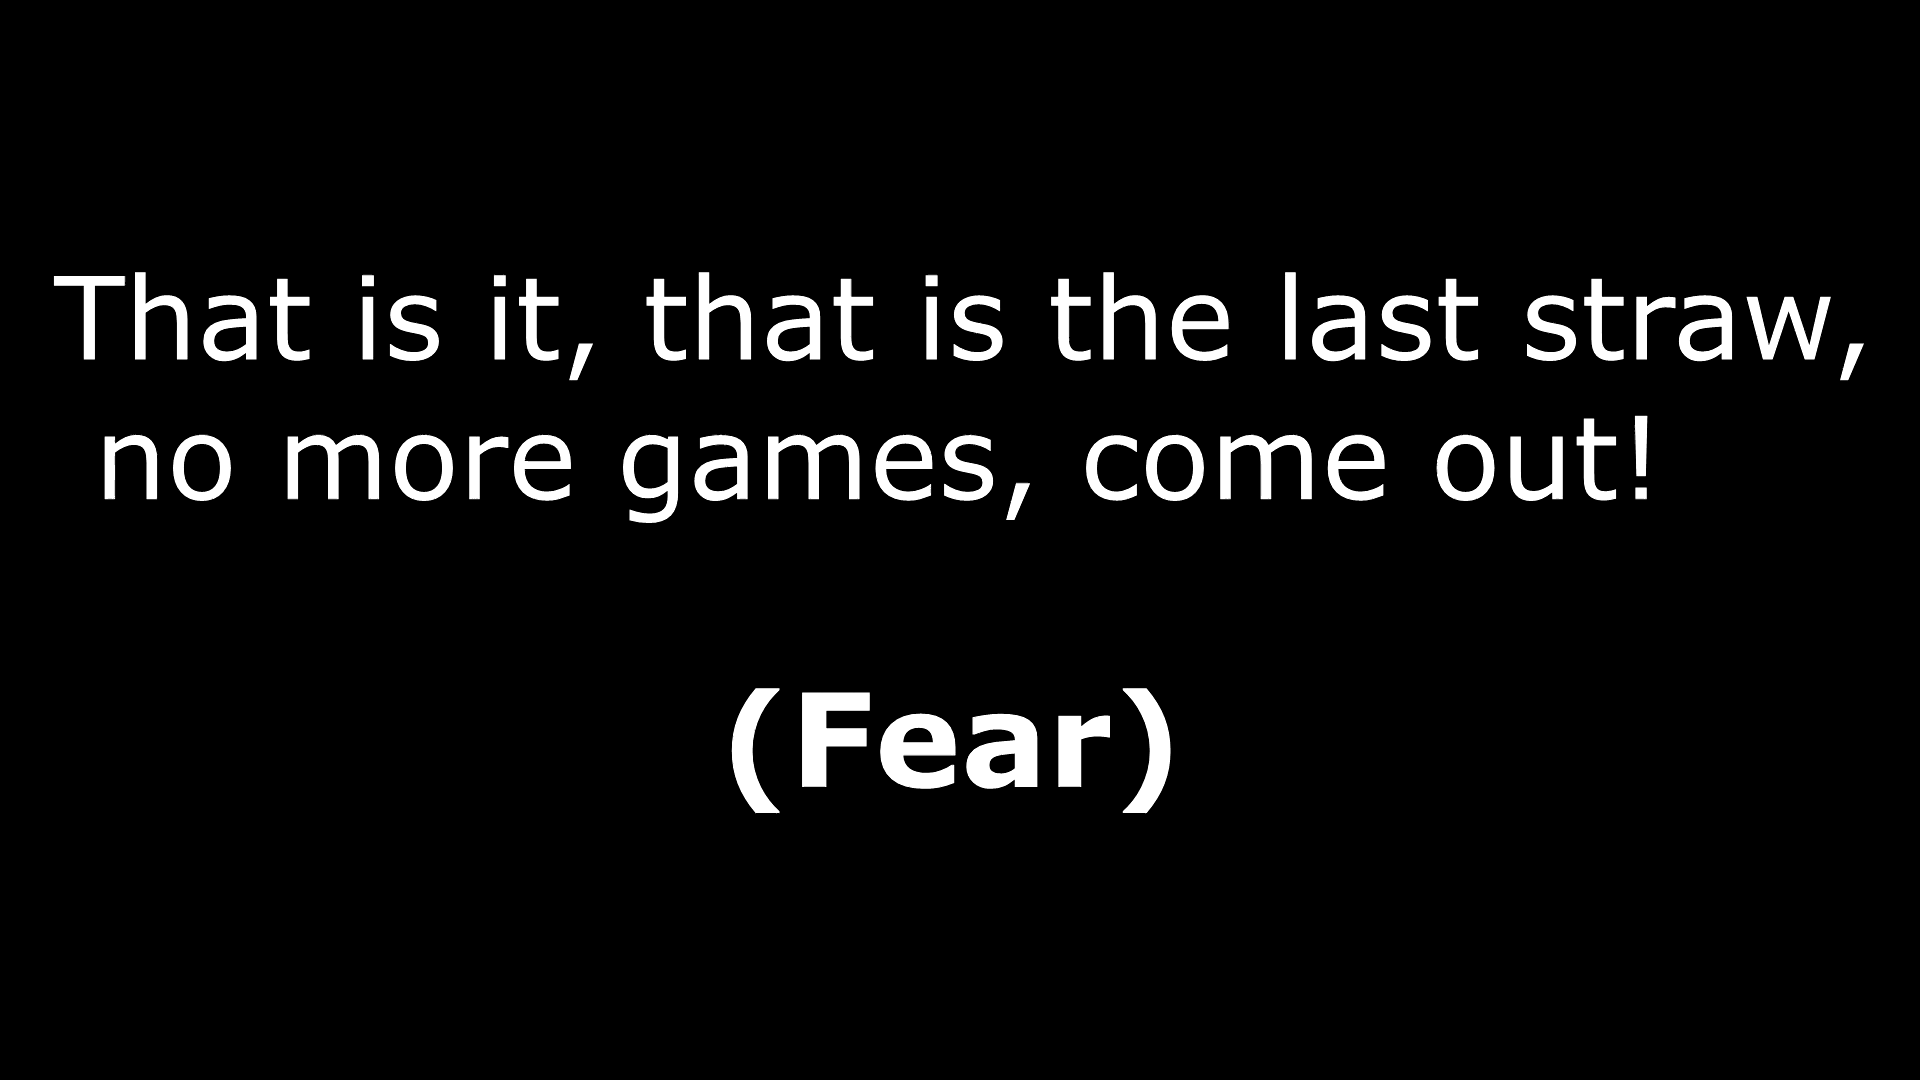 That is it, that is the last straw,
no more games, come out!
(Fear)